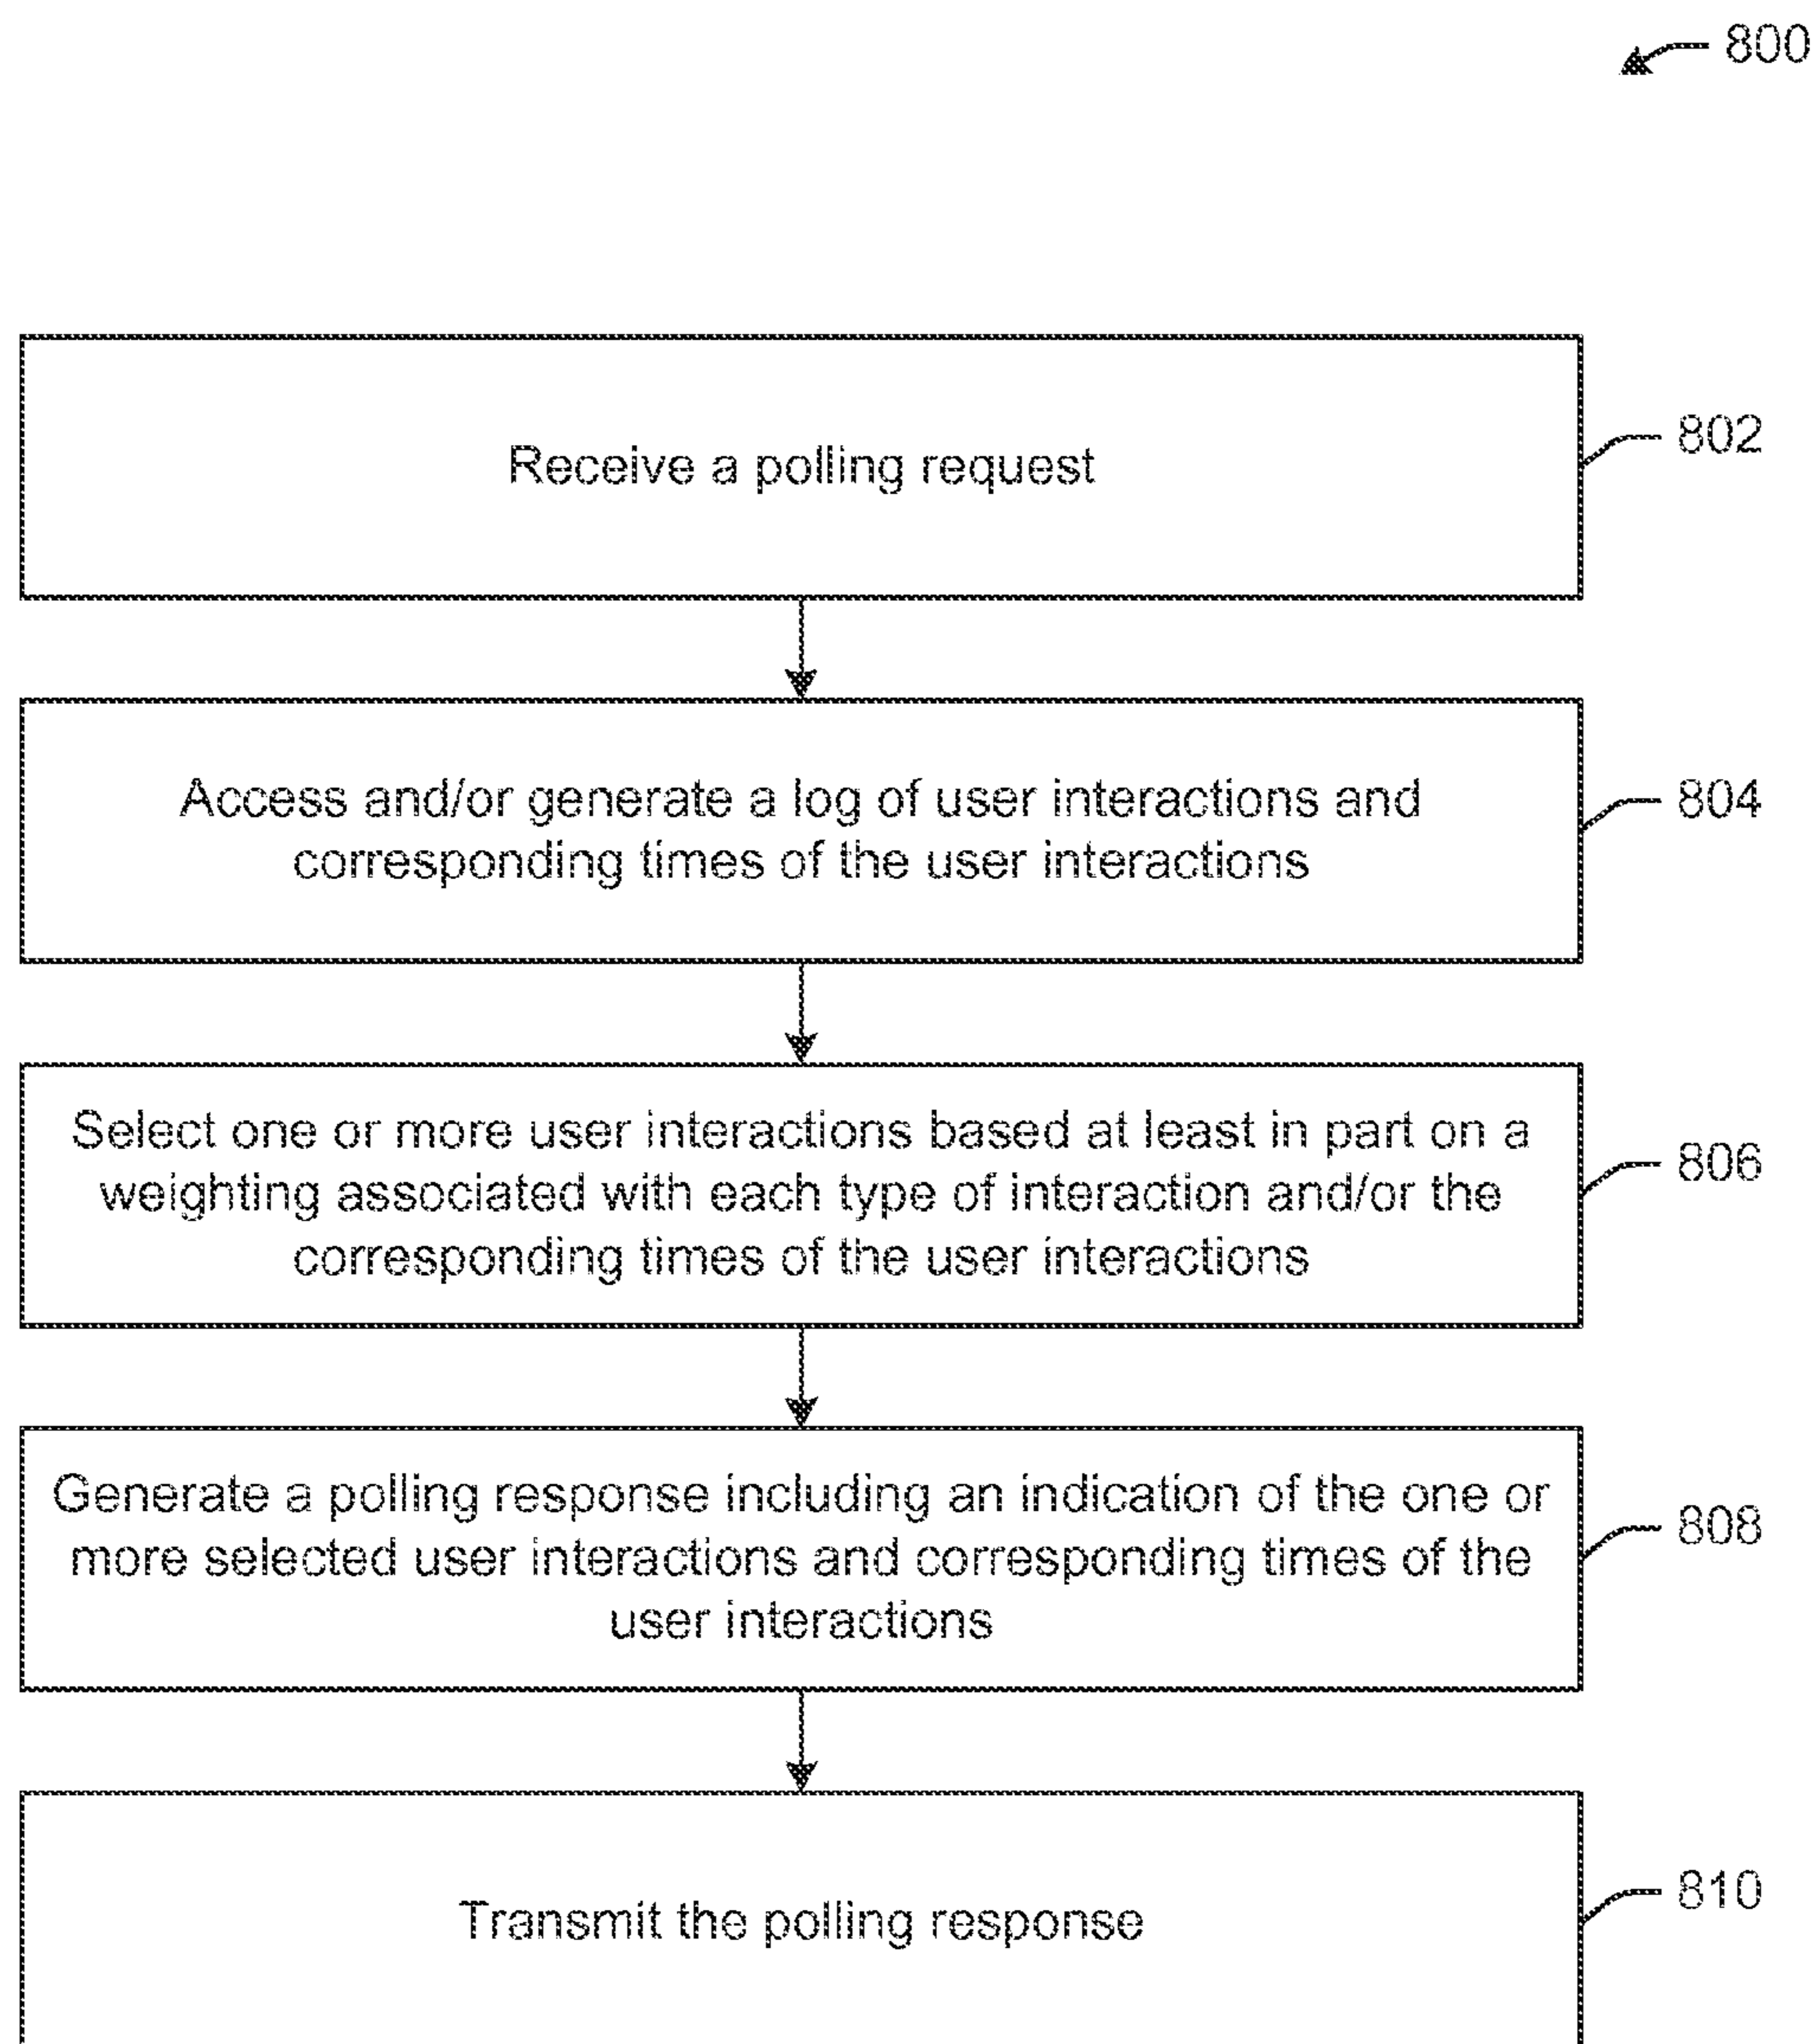 800
Receive a polling request
802
Access and/or generate a log of user interactions and
corresponding times of the user interactions
804
Select one or more user interactions based at least in part on a
weighting associated with each type of interaction and/or the
corresponding times of the user interactions
806
Generate a polling response including an indication of the one or
more selected user interactions and corresponding times of the
user interactions
808
Transmit the polling response
810